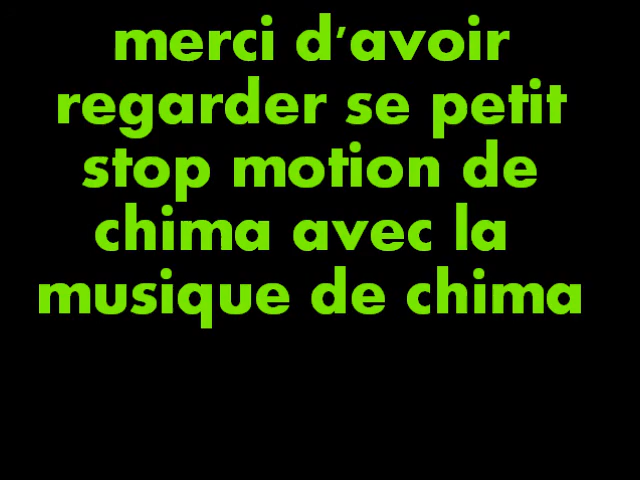 merci d'avoir
regarder se petit
stop motion de
chima avec la
musique de chima